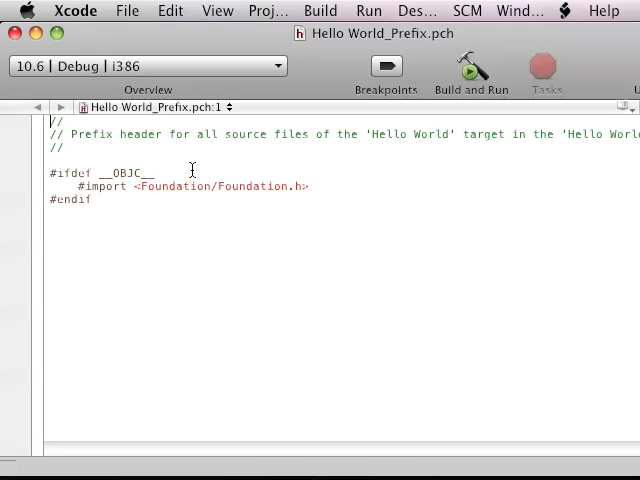 Xcode File Edit View Proj... Build Run Des... SCM Wind... Help
Hello World_Prefix.pch
10.6 | Debug | i386
Overview Breakpoints Build and Run Tasks
Hello World_Prefix.pch:1
//
// Prefix header for all source files of the 'Hello World' target in the 'Hello Worl
//
#ifdef __OBJC__
#import <Foundation/Foundation.h>
#endif